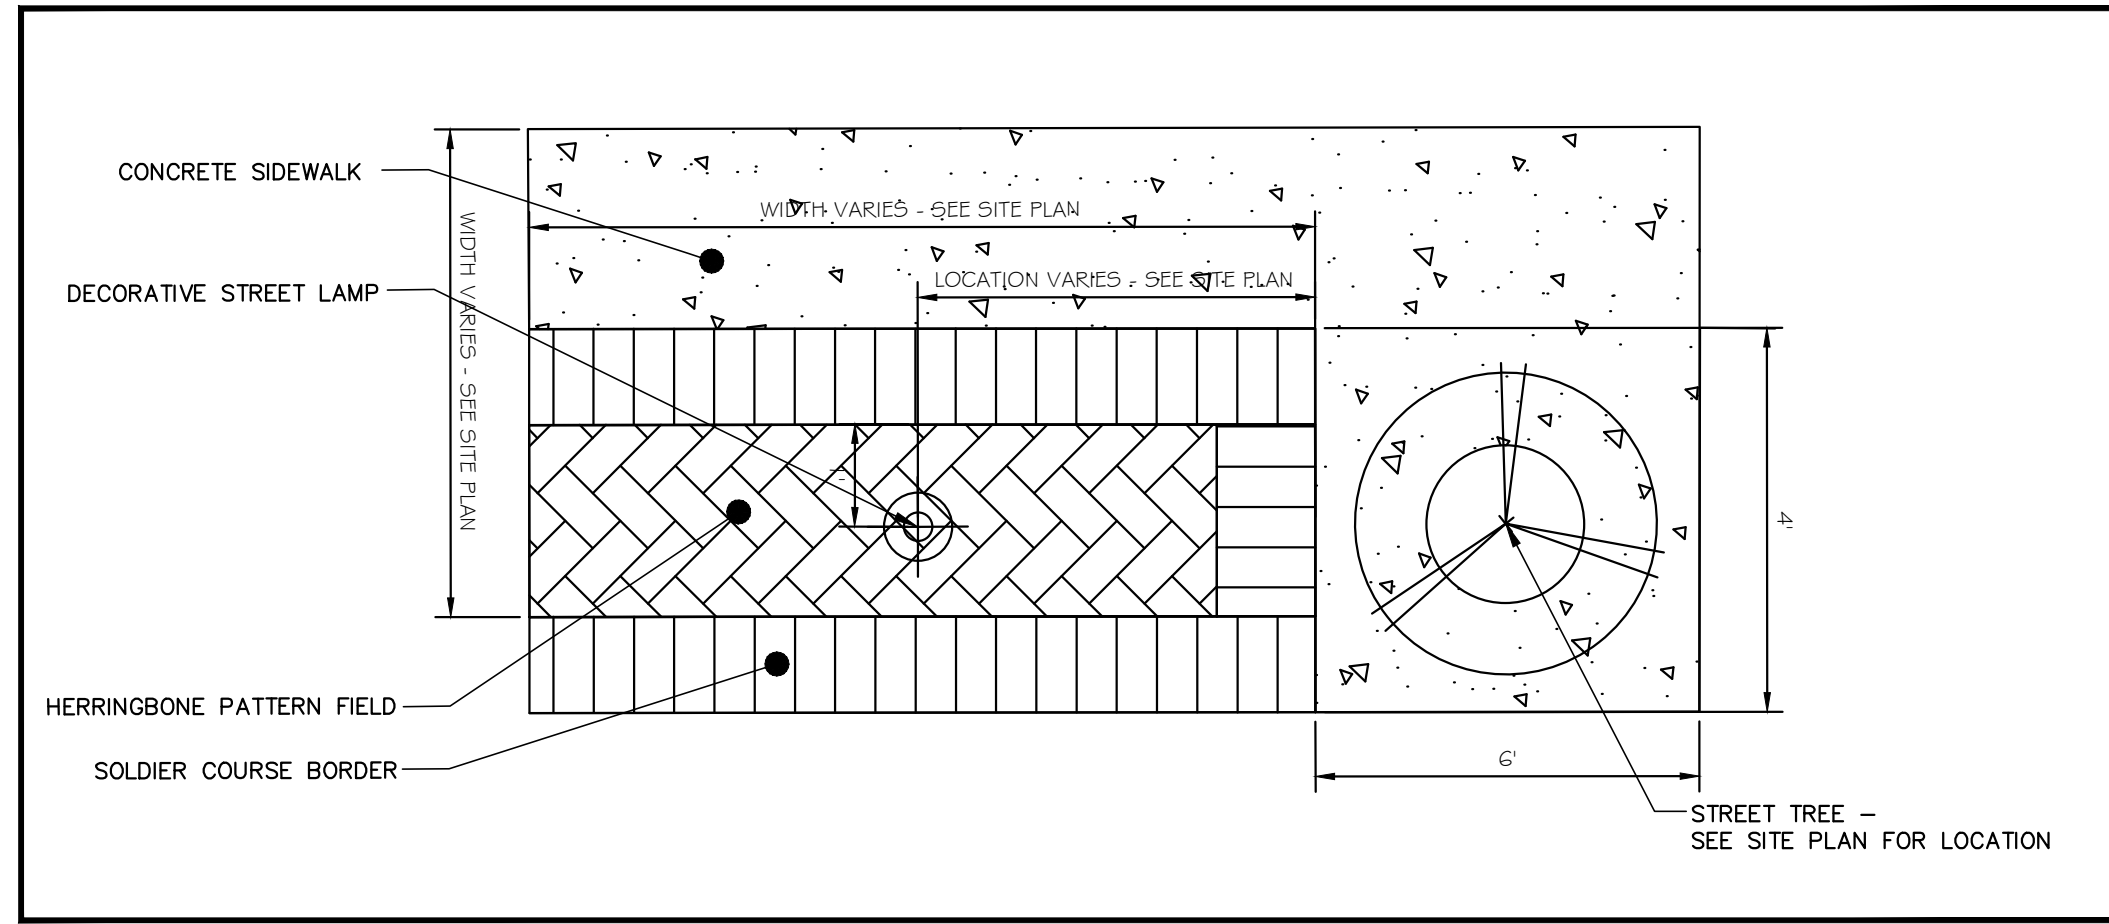 CONCRETE SIDEWALK
WIDTH VARIES - SEE SITE PLAN
WIDTH VARIES - SEE SITE PLAN
LOCATION VARIES - SEE SITE PLAN
DECORATIVE STREET LAMP
1'
4'
HERRINGBONE PATTERN FIELD
SOLDIER COURSE BORDER
6'
STREET TREE –
SEE SITE PLAN FOR LOCATION